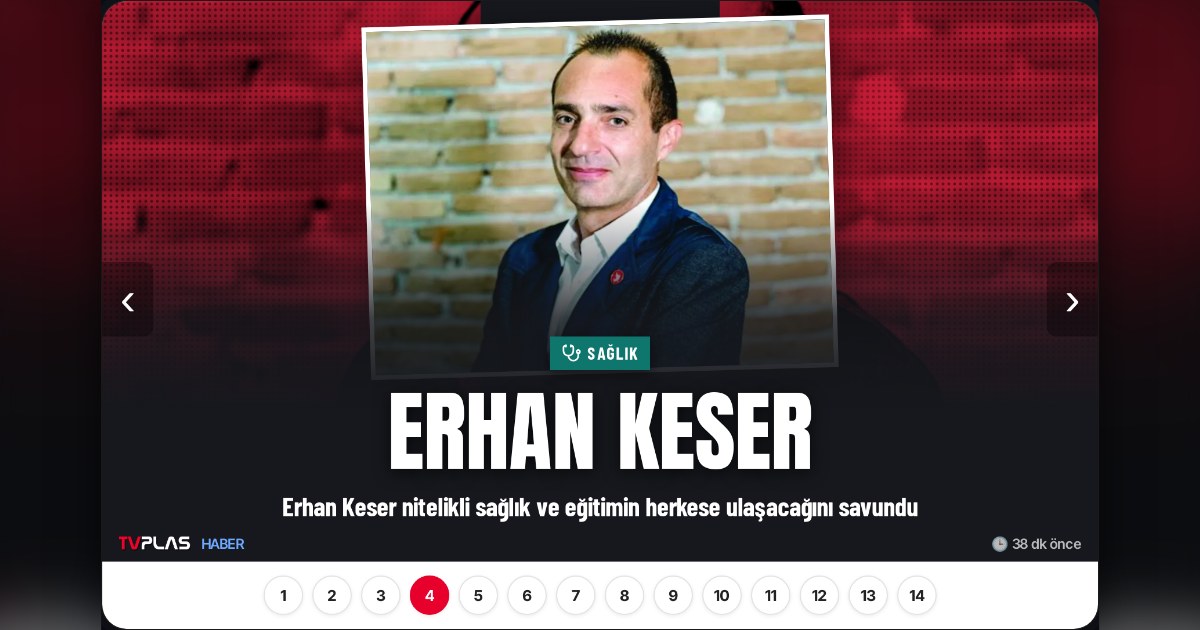 SAĞLIK
ERHAN KESER
Erhan Keser nitelikli sağlık ve eğitimin herkese ulaşacağını savundu
TVPLAS HABER
38 dk önce
1 2 3 4 5 6 7 8 9 10 11 12 13 14